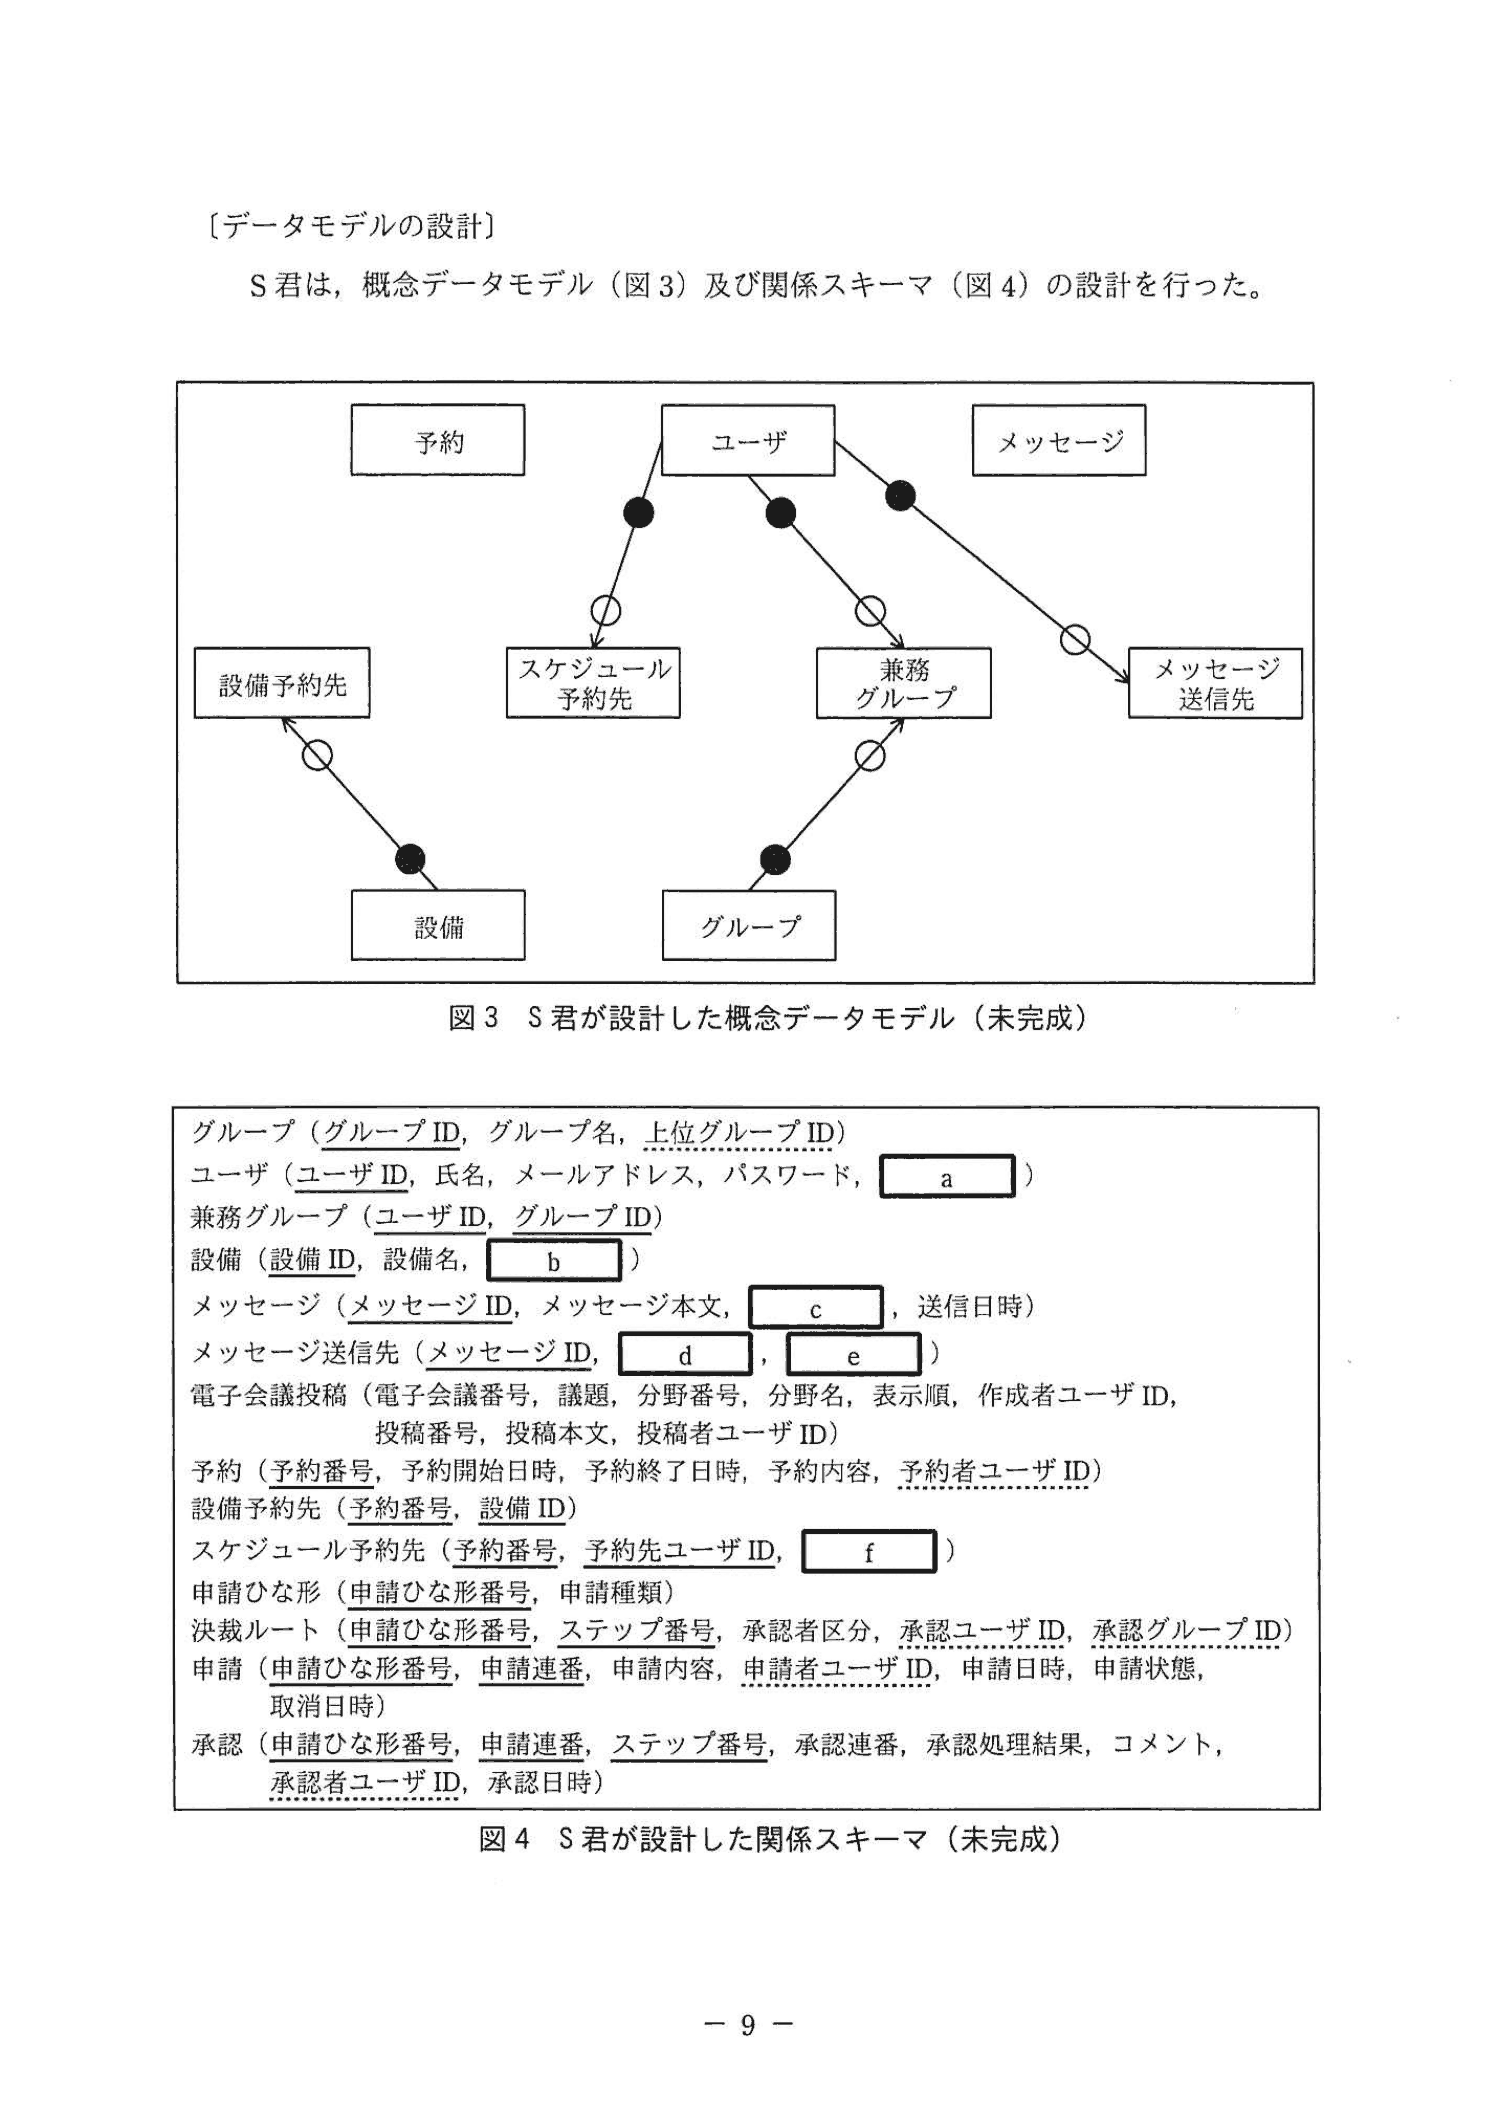 〔データモデルの設計〕
S君は，概念データモデル（図3）及び関係スキーマ（図4）の設計を行った。
予約
ユーザ
メッセージ
設備予約先
スケジュール
予約先
兼務
グループ
メッセージ
送信先
設備
グループ
図3　S君が設計した概念データモデル（未完成）
グループ（グループID，グループ名，上位グループID）
ユーザ（ユーザID，氏名，メールアドレス，パスワード，a）
兼務グループ（ユーザID，グループID）
設備（設備ID，設備名，b）
メッセージ（メッセージID，メッセージ本文，c，送信日時）
メッセージ送信先（メッセージID，d，e）
電子会議投稿（電子会議番号，議題，分野番号，分野名，表示順，作成者ユーザID，
投稿番号，投稿本文，投稿者ユーザID）
予約（予約番号，予約開始日時，予約終了日時，予約内容，予約者ユーザID）
設備予約先（予約番号，設備ID）
スケジュール予約先（予約番号，予約先ユーザID，f）
申請ひな形（申請ひな形番号，申請種類）
決裁ルート（申請ひな形番号，ステップ番号，承認者区分，承認ユーザID，承認グループID）
申請（申請ひな形番号，申請連番，申請内容，申請者ユーザID，申請日時，申請状態，
取消日時）
承認（申請ひな形番号，申請連番，ステップ番号，承認連番，承認処理結果，コメント，
承認者ユーザID，承認日時）
図4　S君が設計した関係スキーマ（未完成）
－ 9 －